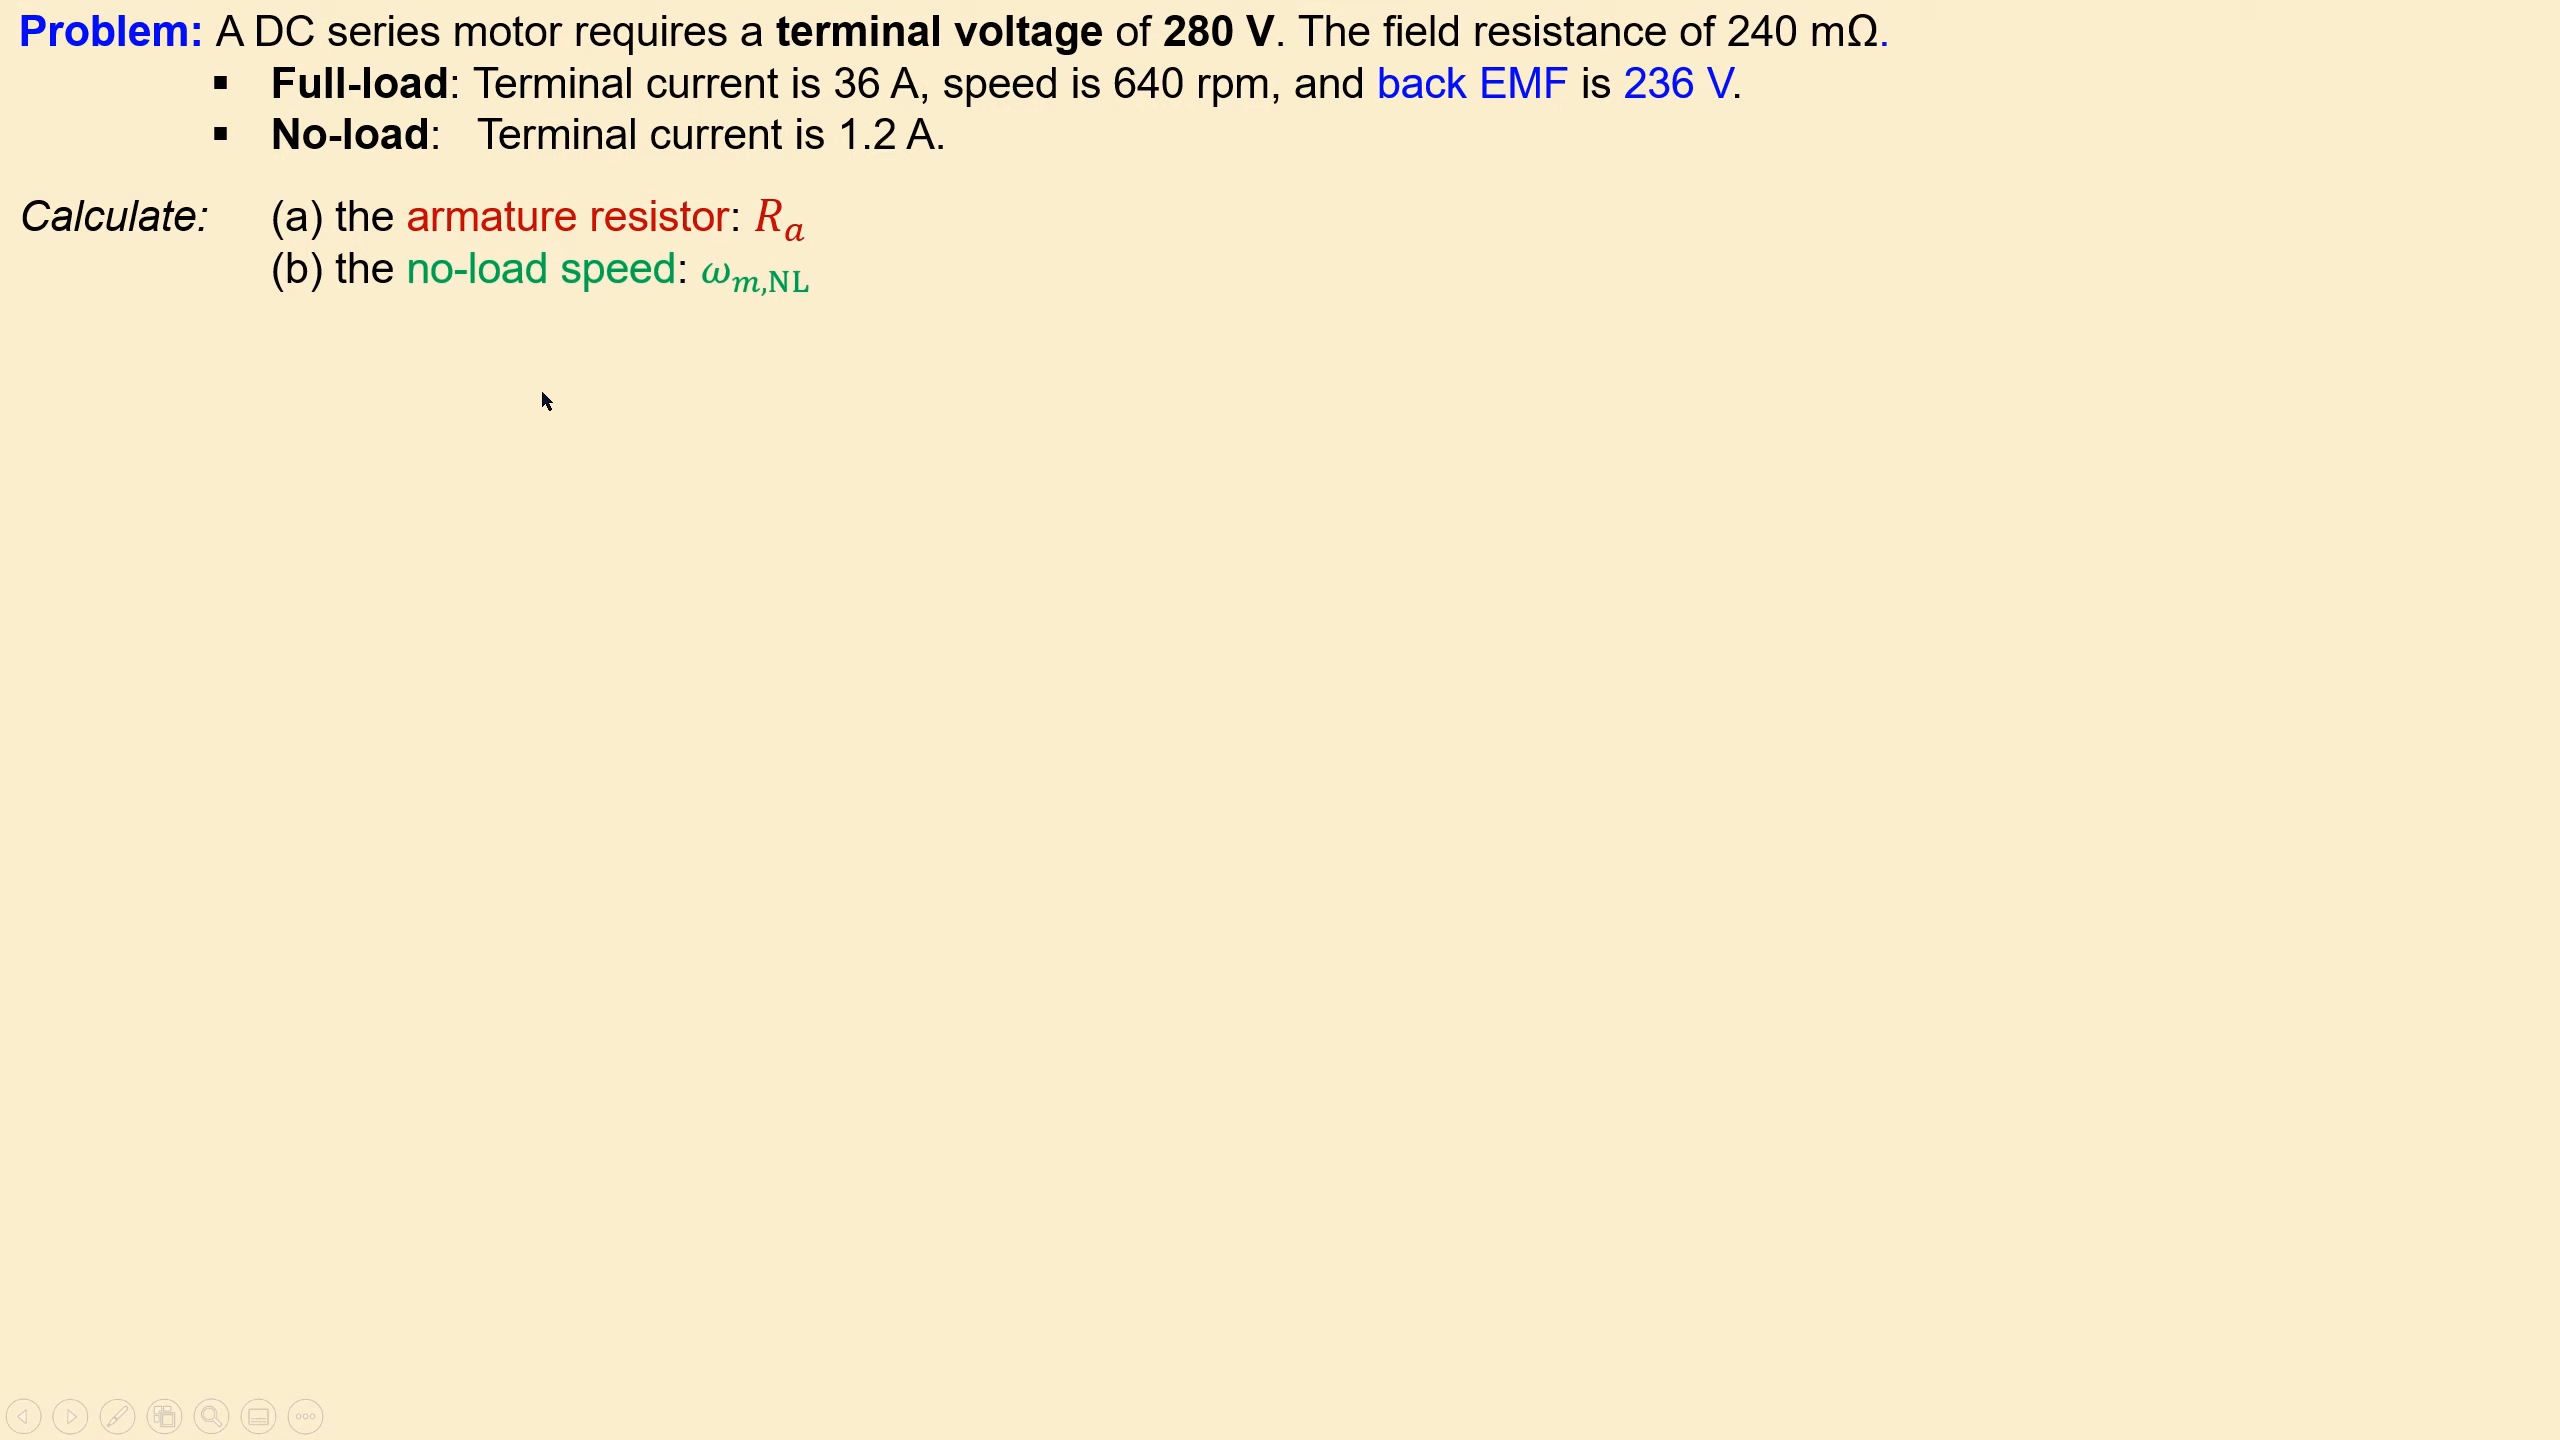 Problem: A DC series motor requires a terminal voltage of 280 V. The field resistance of 240 mΩ.
▪ Full-load: Terminal current is 36 A, speed is 640 rpm, and back EMF is 236 V.
▪ No-load: Terminal current is 1.2 A.
Calculate: (a) the armature resistor: Rₐ
(b) the no-load speed: ω_{m,NL}